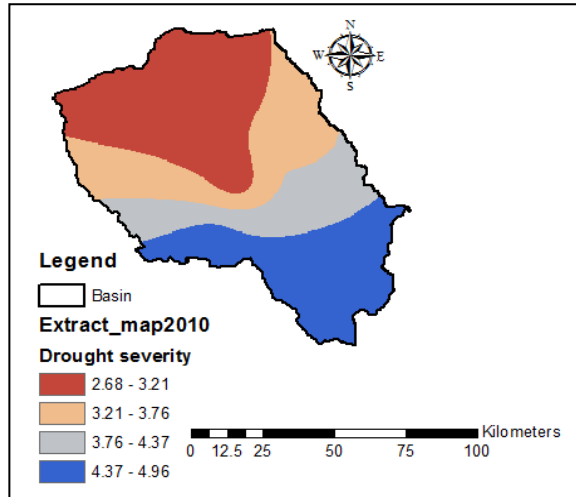 N
W E
S
Legend
Basin
Extract_map2010
Drought severity
2.68 - 3.21
3.21 - 3.76
3.76 - 4.37
4.37 - 4.96
Kilometers
0 12.5 25 50 75 100